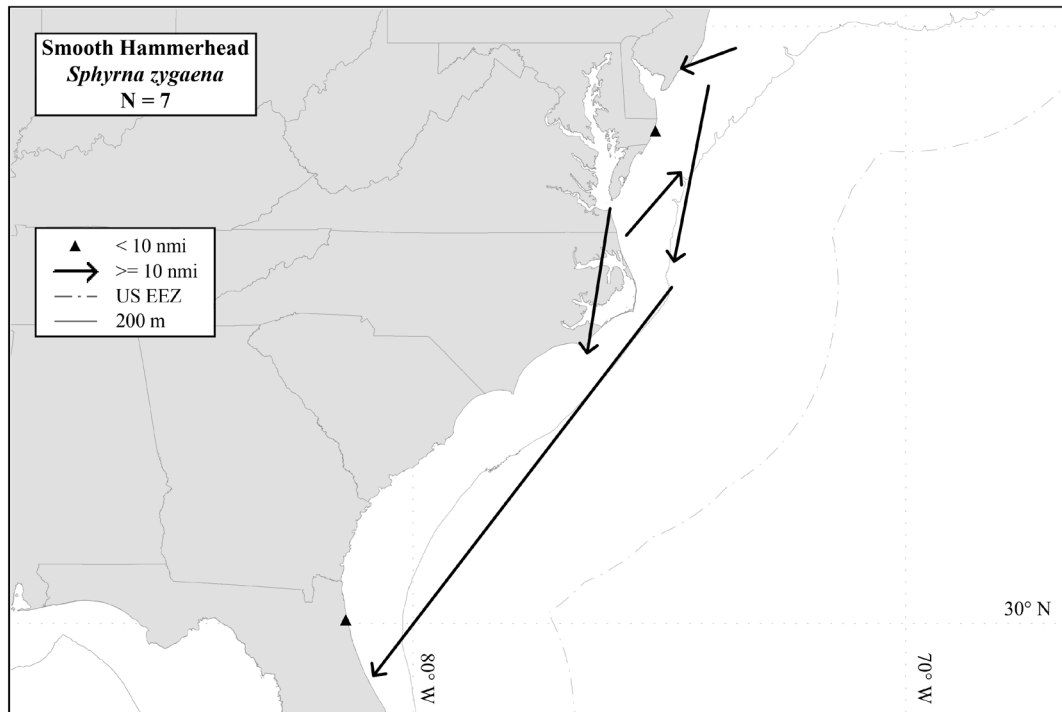 Smooth Hammerhead
Sphyrna zygaena
N = 7
< 10 nmi
>= 10 nmi
US EEZ
200 m
30° N
80° W
70° W